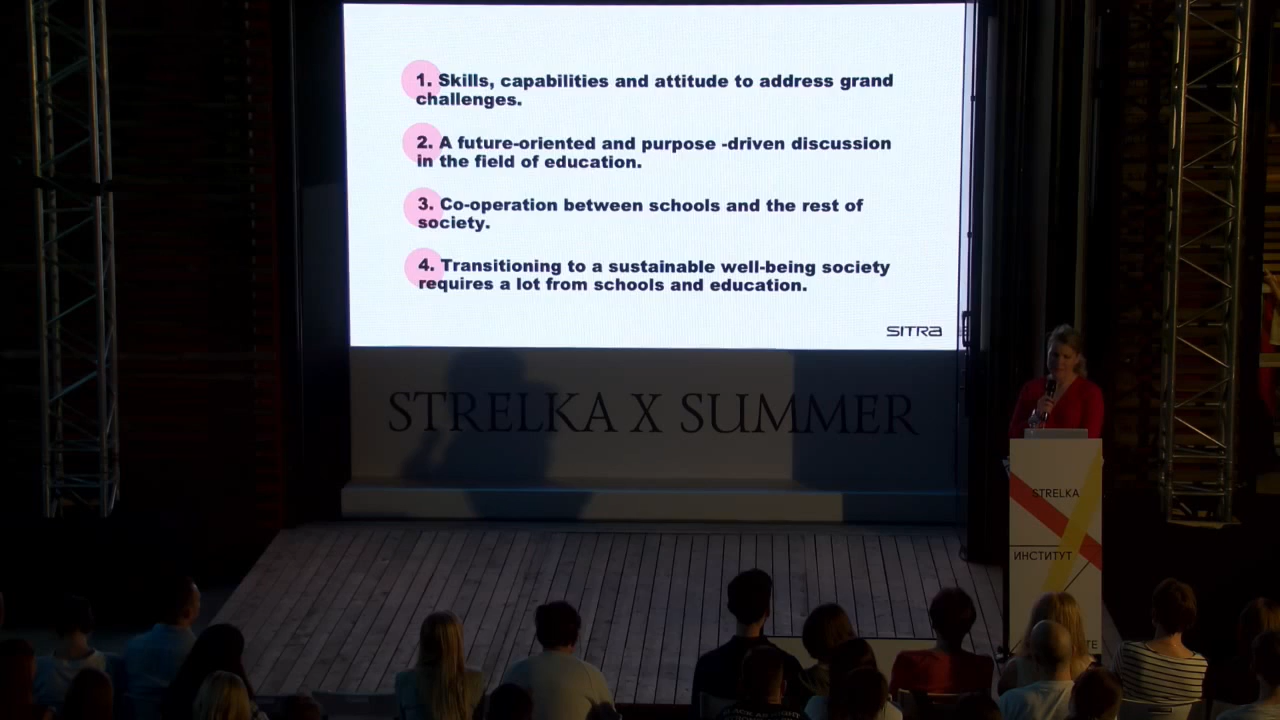 1. Skills, capabilities and attitude to address grand
challenges.
2. A future-oriented and purpose -driven discussion
in the field of education.
3. Co-operation between schools and the rest of
society.
4. Transitioning to a sustainable well-being society
requires a lot from schools and education.
SITRA
STRELKA X SUMMER
STRELKA
ИНСТИТУТ